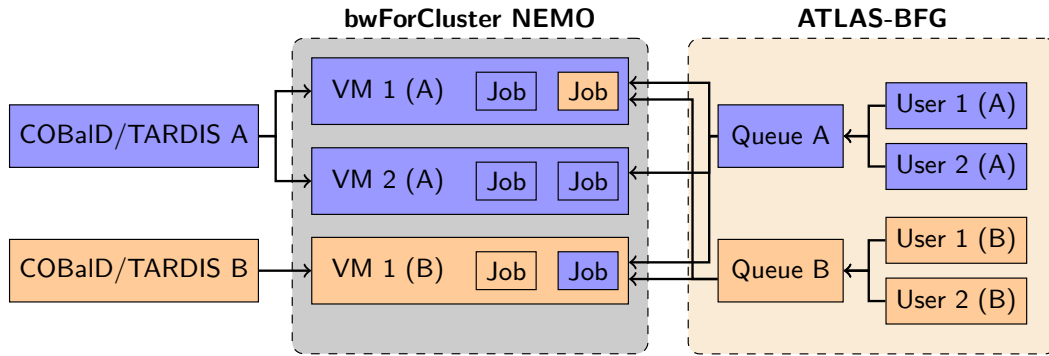 bwForCluster NEMO
ATLAS-BFG
COBalD/TARDIS A
COBalD/TARDIS B
VM 1 (A)
Job
Job
VM 2 (A)
Job
Job
VM 1 (B)
Job
Job
Queue A
Queue B
User 1 (A)
User 2 (A)
User 1 (B)
User 2 (B)